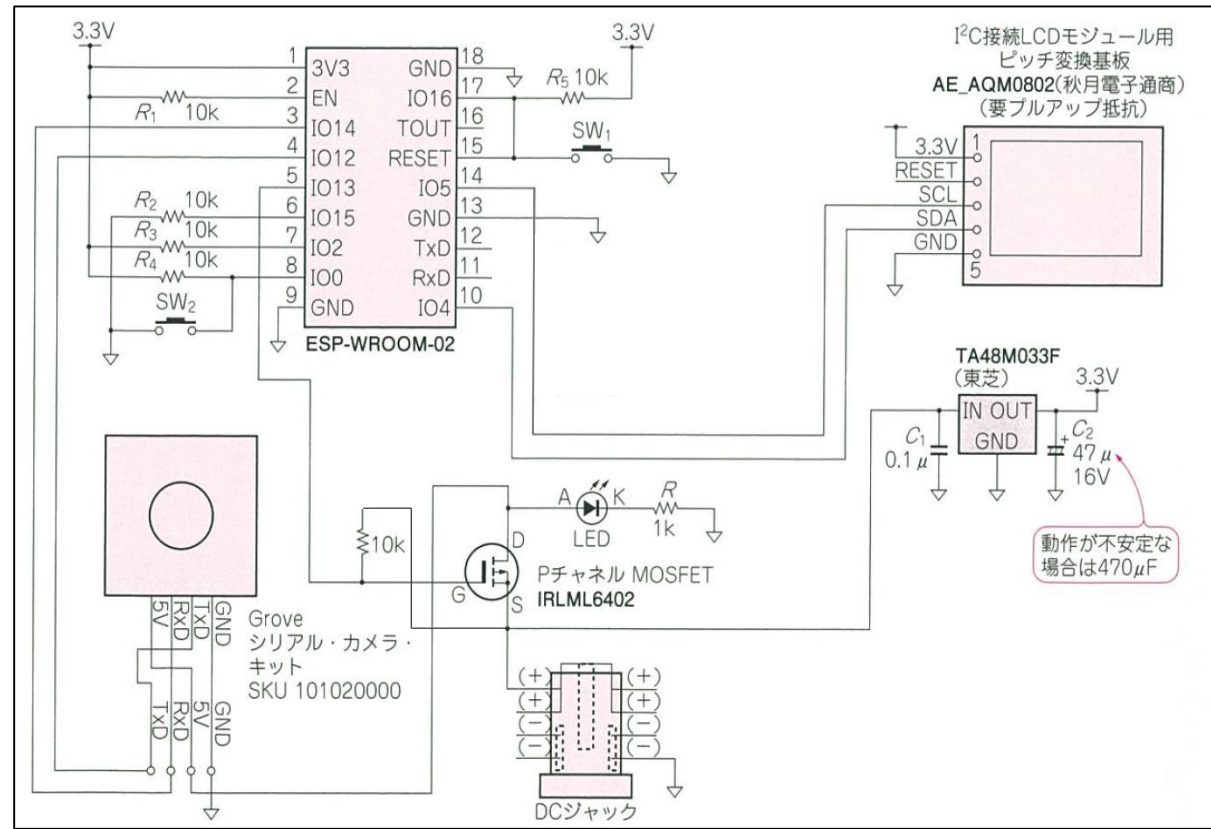 3.3V
1
3V3
2
EN
R1 10k
3
IO14
4
IO12
5
IO13
R2 10k
6
IO15
R3 10k
7
IO2
R4 10k
8
IO0
SW2
9
GND
GND
18
IO16
17
TOUT
16
RESET
15
IO5
14
GND
13
TxD
12
RxD
11
IO4
10
ESP-WROOM-02
R5 10k
3.3V
SW1
I²C接続LCDモジュール用
ピッチ変換基板
AE_AQM0802(秋月電子通商)
(要プルアップ抵抗)
3.3V
1
RESET
SCL
SDA
GND
5
TA48M033F
(東芝)
3.3V
IN OUT
GND
C1
0.1μ
+
C2
47μ
16V
動作が不安定な
場合は470μF
5V
RxD
TxD
GND
Grove
シリアル・カメラ・
キット
SKU 101020000
TxD
RxD
5V
GND
10k
A
K
LED
R
1k
D
G
S
Pチャネル MOSFET
IRLML6402
(+) (+)
(+) (+)
(−) (−)
(−) (−)
DCジャック